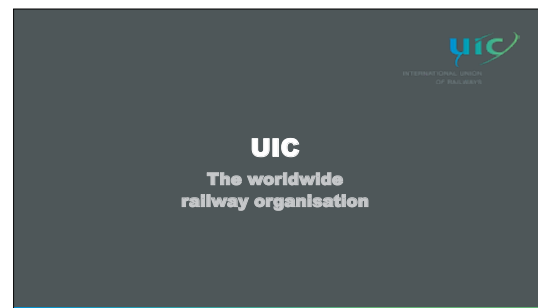 uic
INTERNATIONAL UNION
OF RAILWAYS
UIC
The worldwide
railway organisation